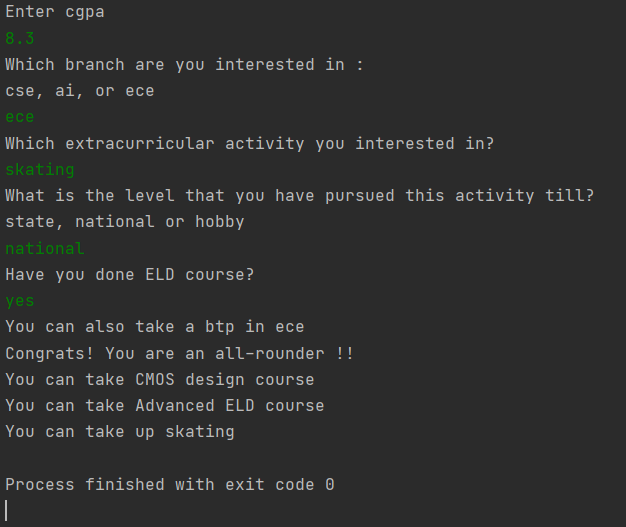 Enter cgpa
8.3
Which branch are you interested in :
cse, ai, or ece
ece
Which extracurricular activity you interested in?
skating
What is the level that you have pursued this activity till?
state, national or hobby
national
Have you done ELD course?
yes
You can also take a btp in ece
Congrats! You are an all-rounder !!
You can take CMOS design course
You can take Advanced ELD course
You can take up skating
Process finished with exit code 0